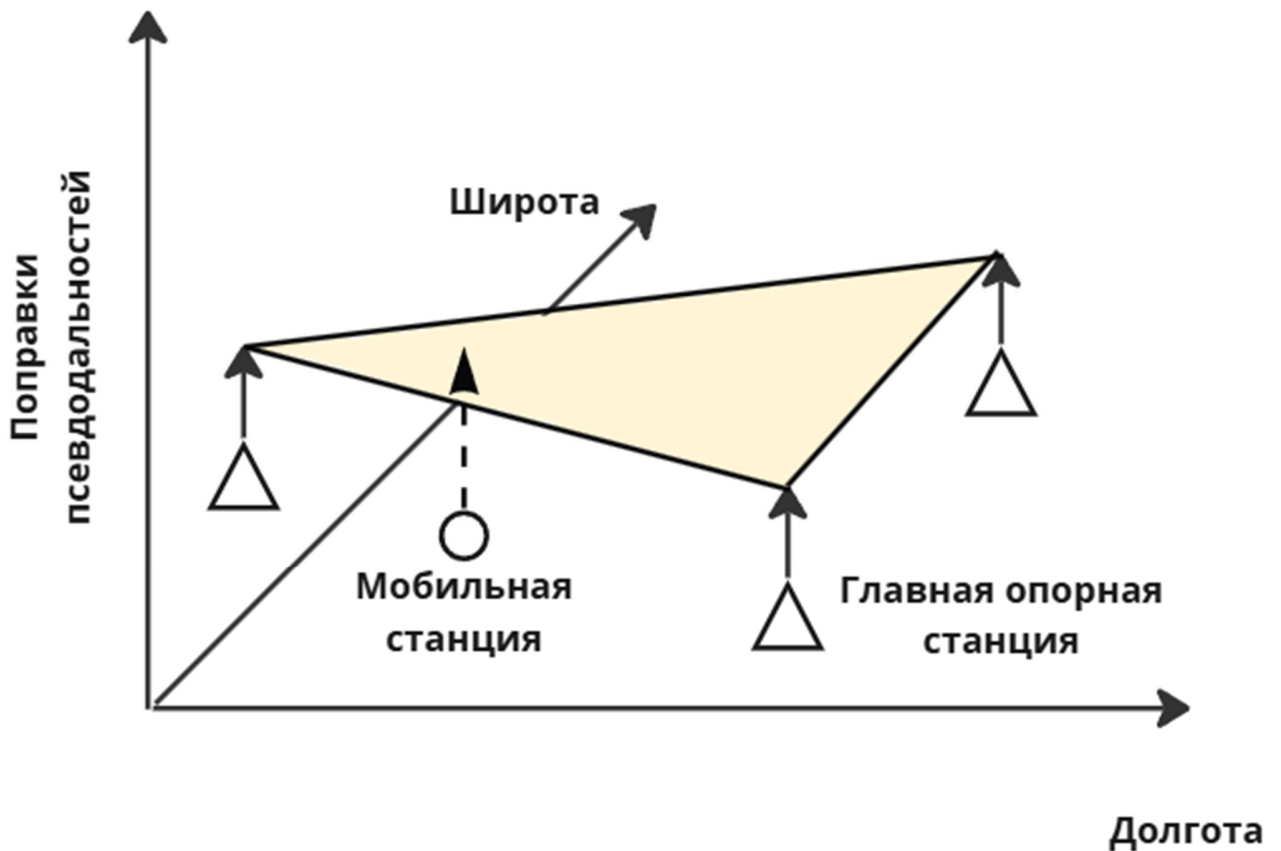 Поправки
псевдодальностей
Широта
Мобильная
станция
Главная опорная
станция
Долгота